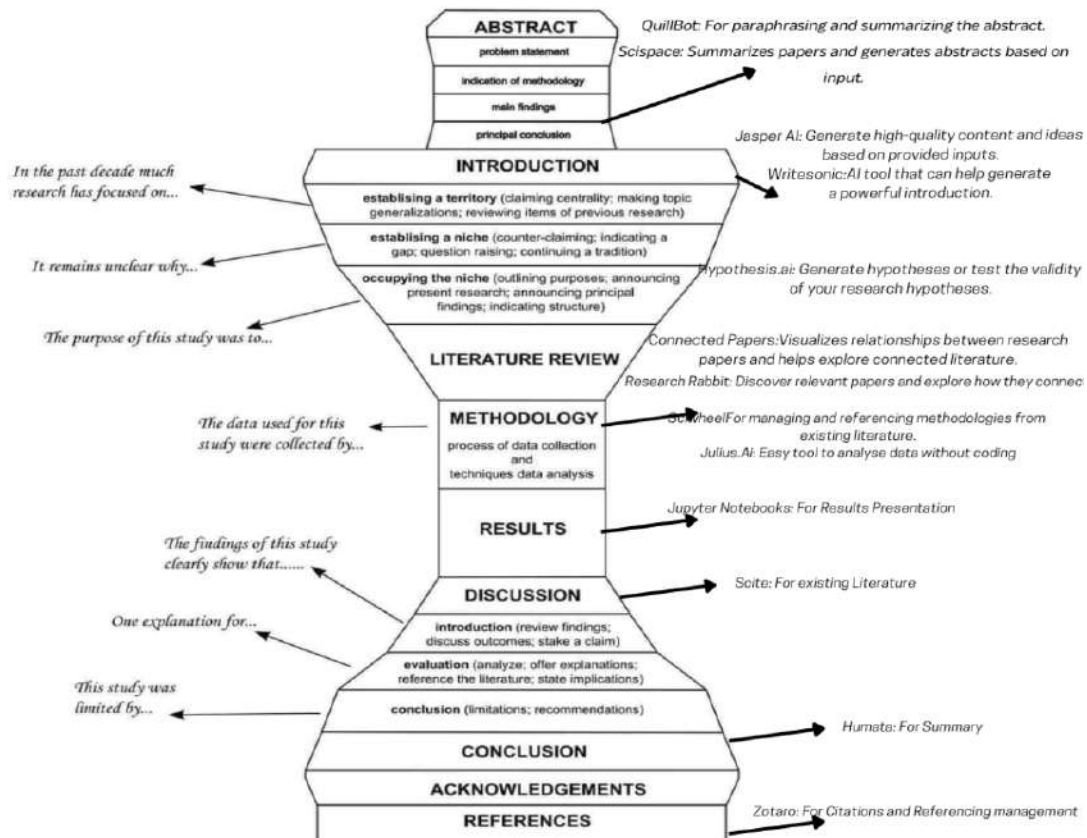 ABSTRACT
problem statement
indication of methodology
main findings
principal conclusion
QuillBot: For paraphrasing and summarizing the abstract.
Scispace: Summarizes papers and generates abstracts based on
input.
INTRODUCTION
Jasper AI: Generate high-quality content and ideas
based on provided inputs.
Writesonic:AI tool that can help generate
a powerful introduction.
In the past decade much
research has focused on...
establising a territory (claiming centrality; making topic
generalizations; reviewing items of previous research)
It remains unclear why...
establising a niche (counter-claiming; indicating a
gap; question raising; continuing a tradition)
The purpose of this study was to...
occupying the niche (outlining purposes; announcing
present research; announcing principal
findings; indicating structure)
Hypothesis.ai: Generate hypotheses or test the validity
of your research hypotheses.
LITERATURE REVIEW
Connected Papers:Visualizes relationships between research
papers and helps explore connected literature.
Research Rabbit: Discover relevant papers and explore how they connect
The data used for this
study were collected by...
METHODOLOGY
process of data collection
and
techniques data analysis
SciwheelFor managing and referencing methodologies from
existing literature.
Julius.Ai: Easy tool to analyse data without coding
RESULTS
Jupyter Notebooks: For Results Presentation
The findings of this study
clearly show that......
DISCUSSION
Scite: For existing Literature
introduction (review findings;
discuss outcomes; stake a claim)
One explanation for...
evaluation (analyze; offer explanations;
reference the literature; state implications)
This study was
limited by...
conclusion (limitations; recommendations)
CONCLUSION
Humata: For Summary
ACKNOWLEDGEMENTS
REFERENCES
Zotaro: For Citations and Referencing management